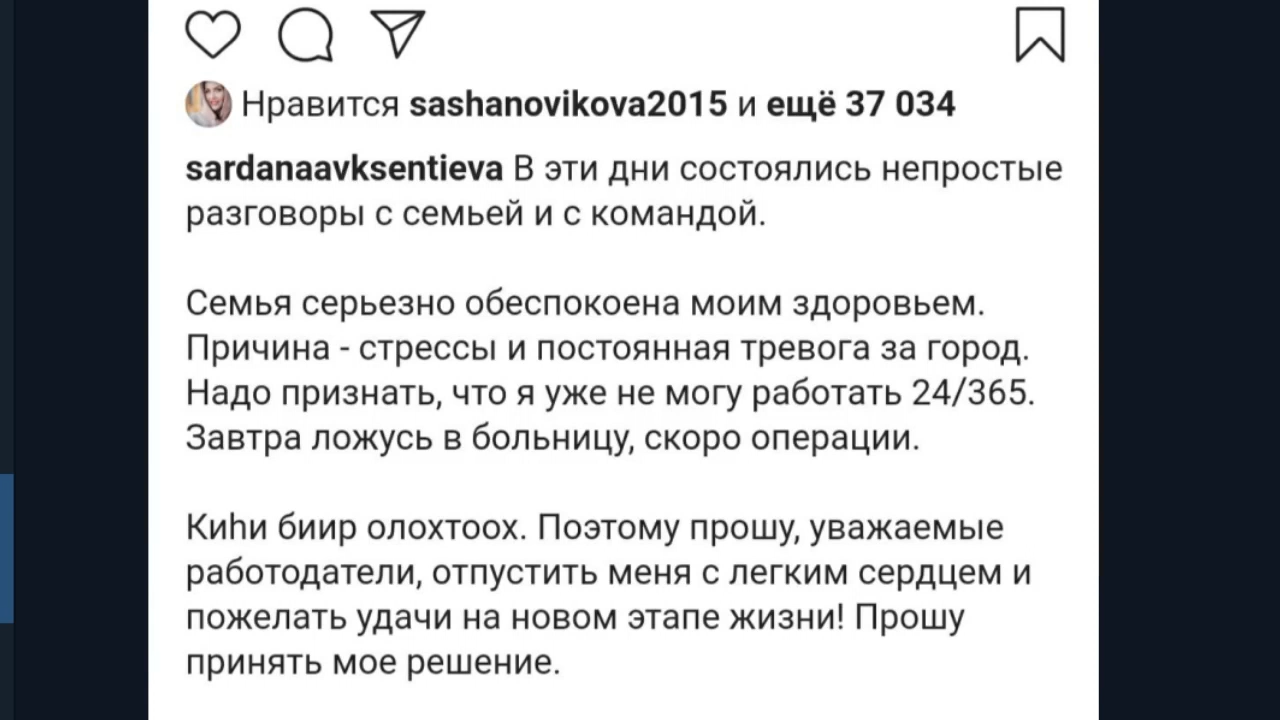 Нравится sashanovikova2015 и ещё 37 034
sardanaavksentieva В эти дни состоялись непростые
разговоры с семьей и с командой.
Семья серьезно обеспокоена моим здоровьем.
Причина - стрессы и постоянная тревога за город.
Надо признать, что я уже не могу работать 24/365.
Завтра ложусь в больницу, скоро операции.
Киһи биир олохтоох. Поэтому прошу, уважаемые
работодатели, отпустить меня с легким сердцем и
пожелать удачи на новом этапе жизни! Прошу
принять мое решение.